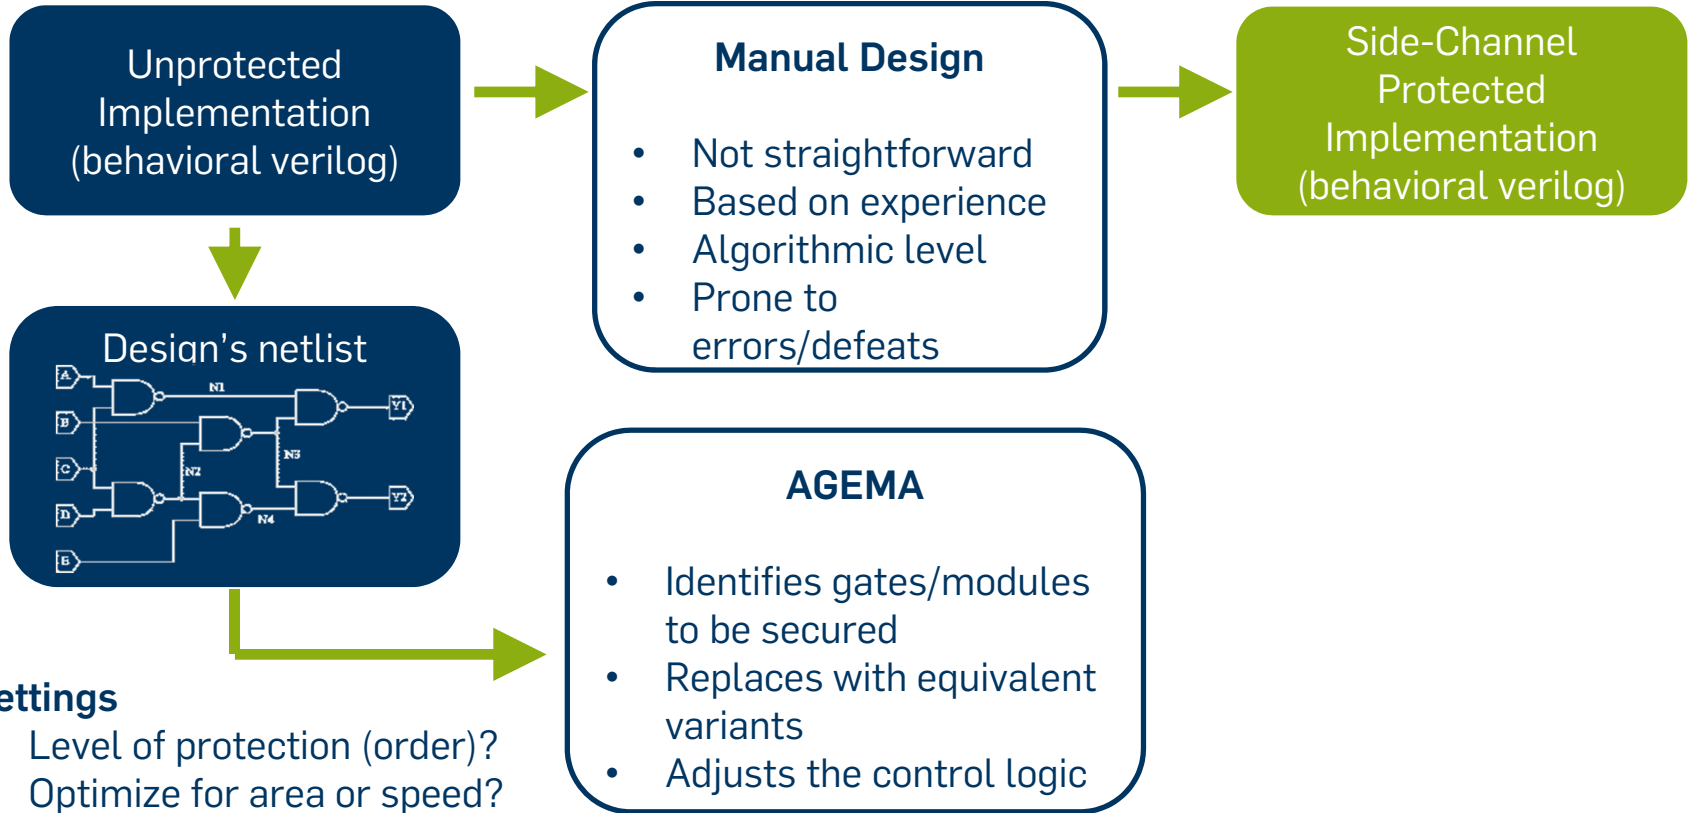 Unprotected
Implementation
(behavioral verilog)
Manual Design
• Not straightforward
• Based on experience
• Algorithmic level
• Prone to
errors/defeats
Side-Channel
Protected
Implementation
(behavioral verilog)
Design's netlist
A
B
C
D
E
N1
N2
N3
N4
Y1
Y2
AGEMA
• Identifies gates/modules
to be secured
• Replaces with equivalent
variants
• Adjusts the control logic
ettings
Level of protection (order)?
Optimize for area or speed?